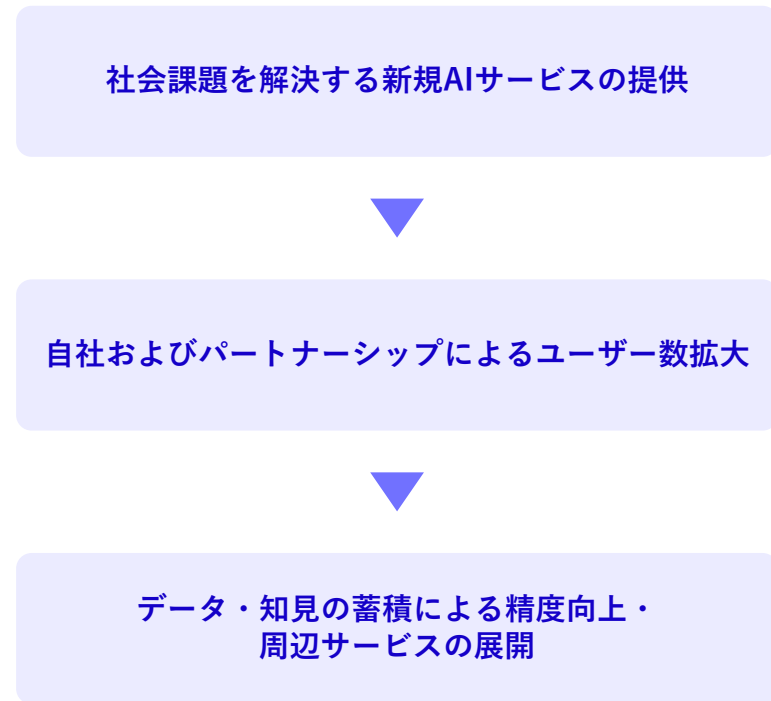 社会課題を解決する新規AIサービスの提供
自社およびパートナーシップによるユーザー数拡大
データ・知見の蓄積による精度向上・
周辺サービスの展開